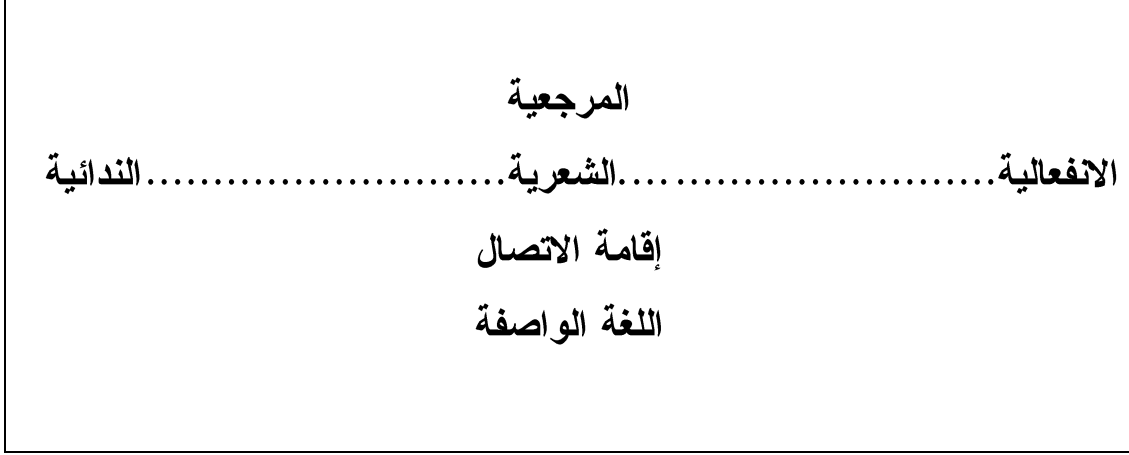 المرجعية
الانفعالية..............................الشعرية...........................الندائية
إقامة الاتصال
اللغة الواصفة